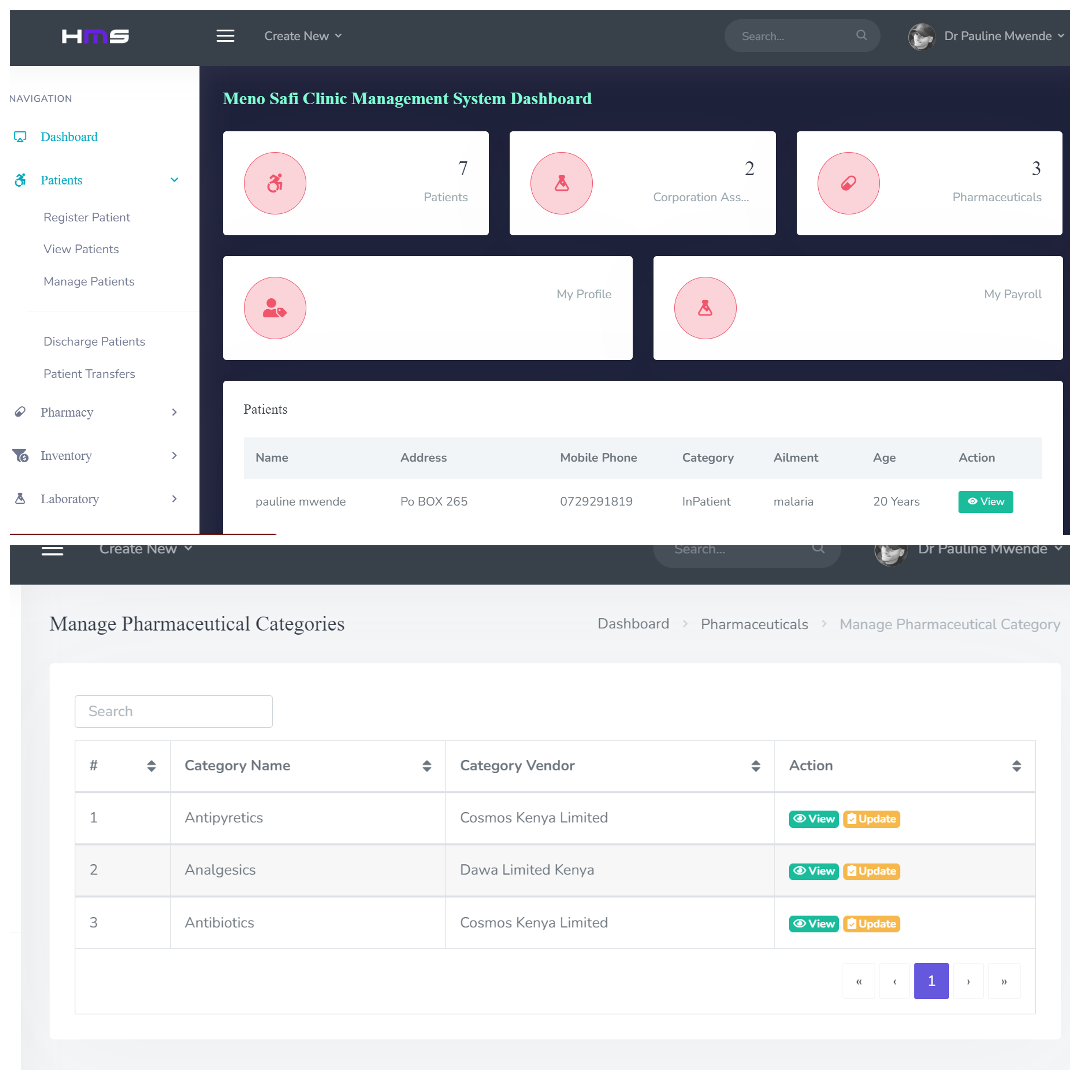 HMS Create New Search... Dr Pauline Mwende
NAVIGATION
Dashboard
Patients
Register Patient
View Patients
Manage Patients
Discharge Patients
Patient Transfers
Pharmacy
Inventory
Laboratory
Meno Safi Clinic Management System Dashboard
7
Patients
2
Corporation Ass...
3
Pharmaceuticals
My Profile
My Payroll
Patients
Name Address Mobile Phone Category Ailment Age Action
pauline mwende Po BOX 265 0729291819 InPatient malaria 20 Years View
Create New Search... Dr Pauline Mwende
Manage Pharmaceutical Categories
Dashboard > Pharmaceuticals > Manage Pharmaceutical Category
Search
# Category Name Category Vendor Action
1 Antipyretics Cosmos Kenya Limited View Update
2 Analgesics Dawa Limited Kenya View Update
3 Antibiotics Cosmos Kenya Limited View Update
« ‹ 1 › »